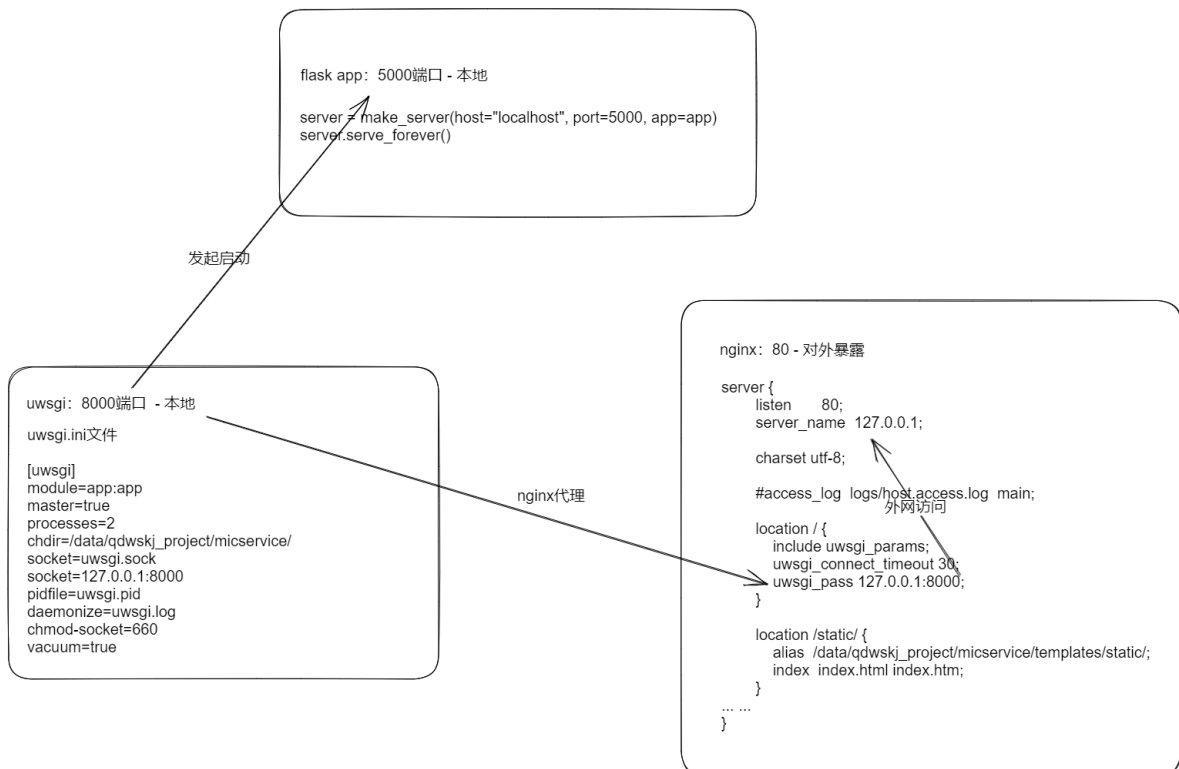 flask app：5000端口 - 本地
server = make_server(host="localhost", port=5000, app=app)
server.serve_forever()
发起启动
uwsgi：8000端口 - 本地
uwsgi.ini文件
[uwsgi]
module=app:app
master=true
processes=2
chdir=/data/qdwskj_project/micservice/
socket=uwsgi.sock
socket=127.0.0.1:8000
pidfile=uwsgi.pid
daemonize=uwsgi.log
chmod-socket=660
vacuum=true
nginx代理
nginx：80 - 对外暴露
server {
listen 80;
server_name 127.0.0.1;
charset utf-8;
#access_log logs/host.access.log main;
外网访问
location / {
include uwsgi_params;
uwsgi_connect_timeout 30;
uwsgi_pass 127.0.0.1:8000;
}
location /static/ {
alias /data/qdwskj_project/micservice/templates/static/;
index index.html index.htm;
}
... ...
}